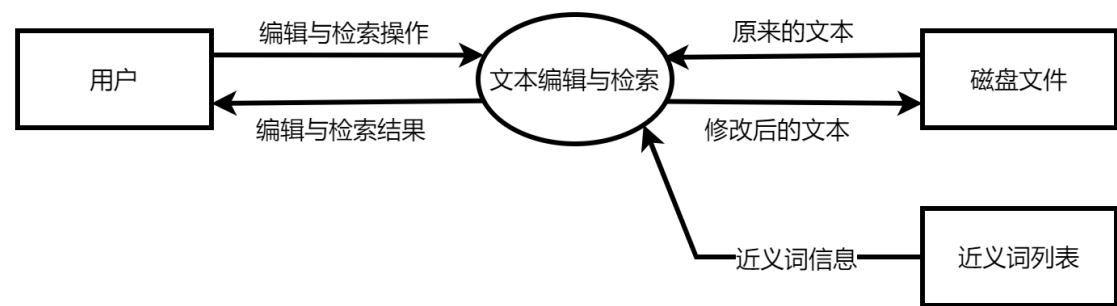 编辑与检索操作
原来的文本
用户
文本编辑与检索
磁盘文件
编辑与检索结果
修改后的文本
近义词信息
近义词列表